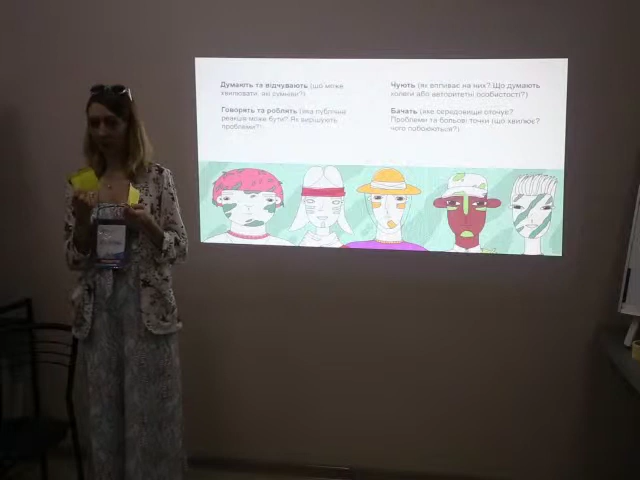 Думають та відчувають (що може
хвилювати, які сумніви?)
Говорять та роблять (яка публічна
реакція може бути? Як вирішують
проблеми?)
Чують (як впливає на них? Що думають
колеги або авторитетні особистості?)
Бачать (яке середовище оточує?
Проблеми та больові точки (що хвилює?
чого побоюються?)